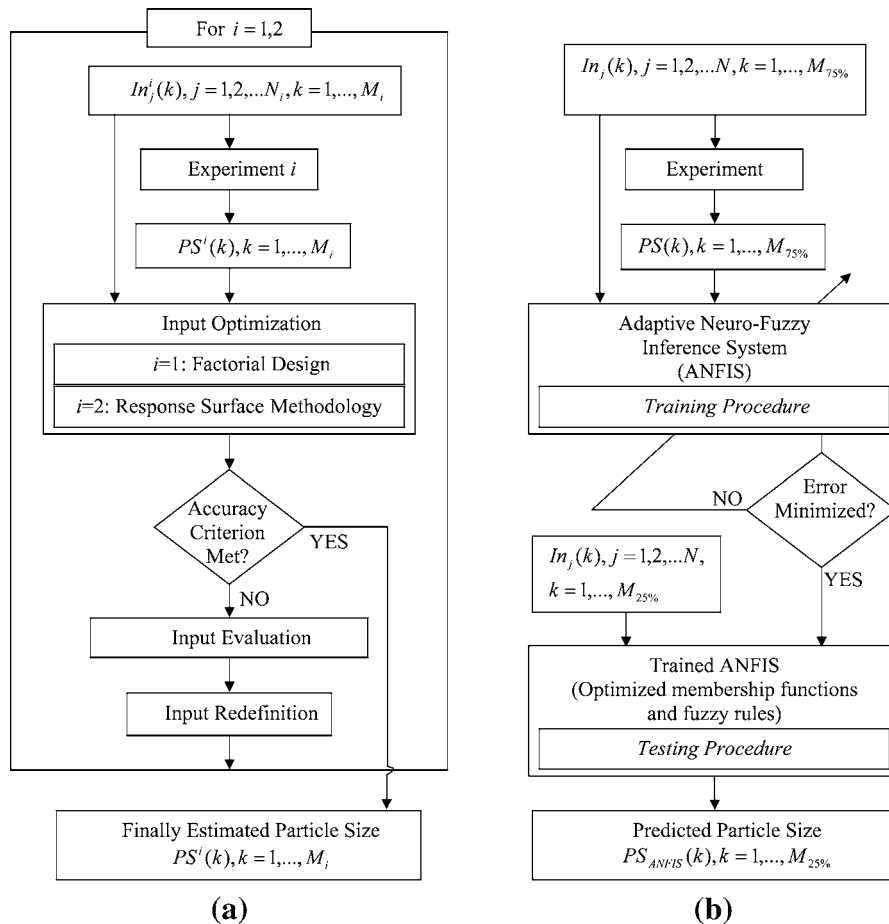 For i = 1,2
In^i_j(k), j = 1,2,...N_i, k = 1,..., M_i
Experiment i
PS^i(k), k = 1,..., M_i
Input Optimization
i=1: Factorial Design
i=2: Response Surface Methodology
Accuracy
Criterion
Met?
YES
NO
Input Evaluation
Input Redefinition
Finally Estimated Particle Size
PS^i(k), k = 1,..., M_i
(a)
In_j(k), j = 1,2,...N, k = 1,..., M_75%
Experiment
PS(k), k = 1,..., M_75%
Adaptive Neuro-Fuzzy
Inference System
(ANFIS)
Training Procedure
Error
Minimized?
NO
YES
In_j(k), j = 1,2,...N,
k = 1,..., M_25%
Trained ANFIS
(Optimized membership functions
and fuzzy rules)
Testing Procedure
Predicted Particle Size
PS_ANFIS(k), k = 1,..., M_25%
(b)